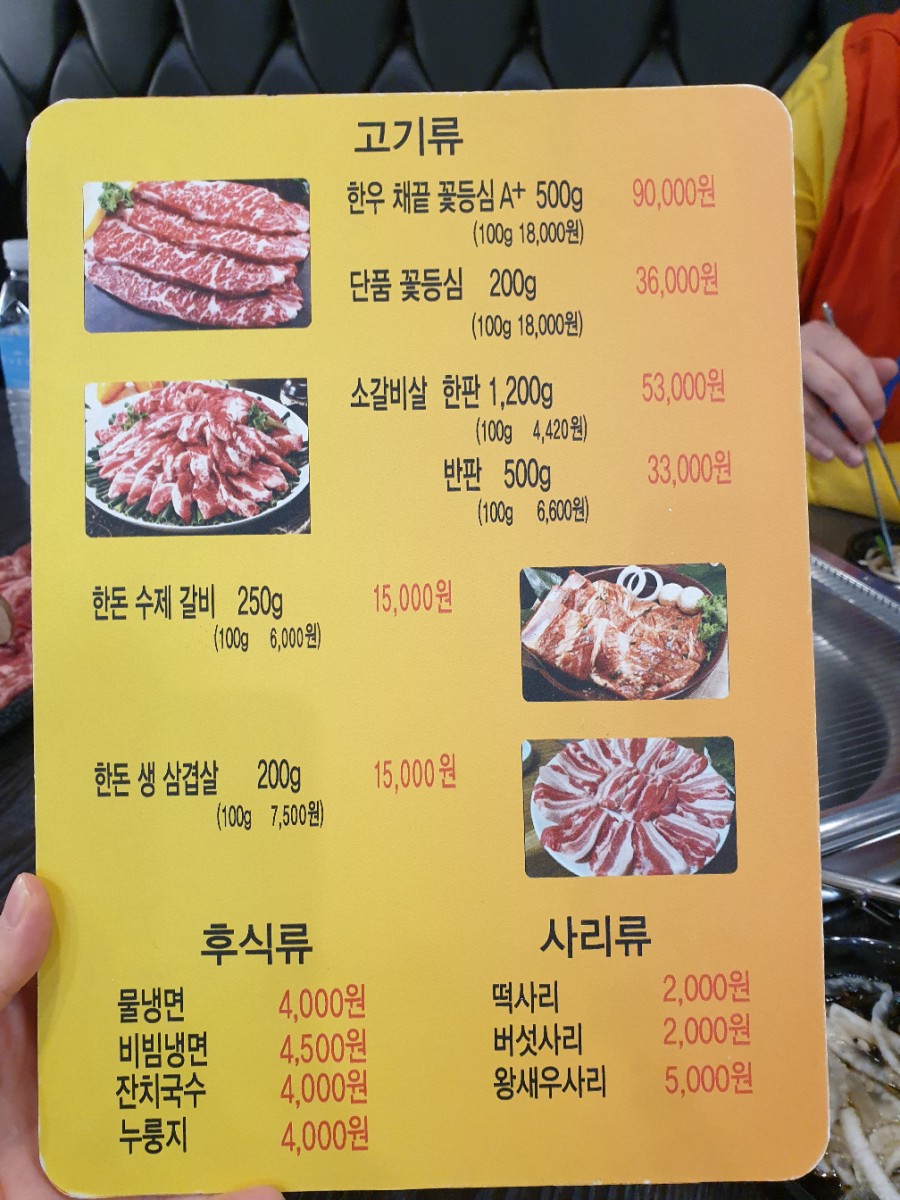 고기류
한우 채끝 꽃등심 A+ 500g 90,000원
(100g 18,000원)
단품 꽃등심 200g 36,000원
(100g 18,000원)
소갈비살 한판 1,200g 53,000원
(100g 4,420원)
반판 500g 33,000원
(100g 6,600원)
한돈 수제 갈비 250g 15,000원
(100g 6,000원)
한돈 생 삼겹살 200g 15,000원
(100g 7,500원)
후식류
물냉면 4,000원
비빔냉면 4,500원
잔치국수 4,000원
누룽지 4,000원
사리류
떡사리 2,000원
버섯사리 2,000원
왕새우사리 5,000원